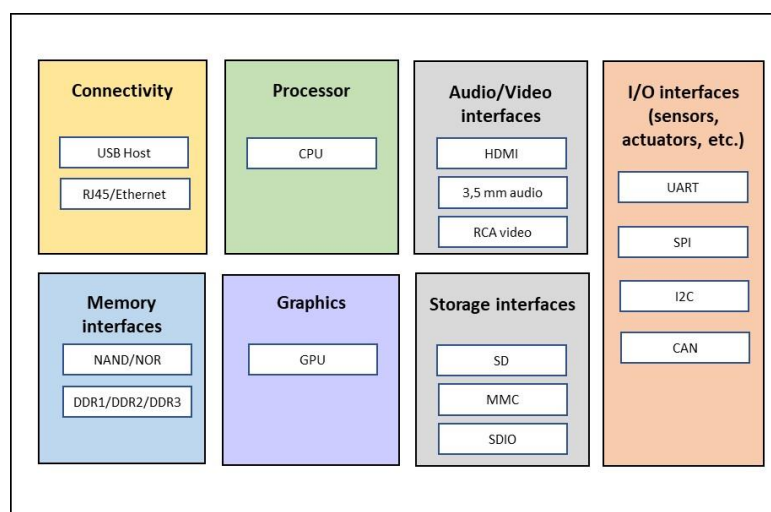 Connectivity
USB Host
RJ45/Ethernet
Processor
CPU
Audio/Video
interfaces
HDMI
3,5 mm audio
RCA video
I/O interfaces
(sensors,
actuators, etc.)
UART
SPI
I2C
CAN
Memory
interfaces
NAND/NOR
DDR1/DDR2/DDR3
Graphics
GPU
Storage interfaces
SD
MMC
SDIO